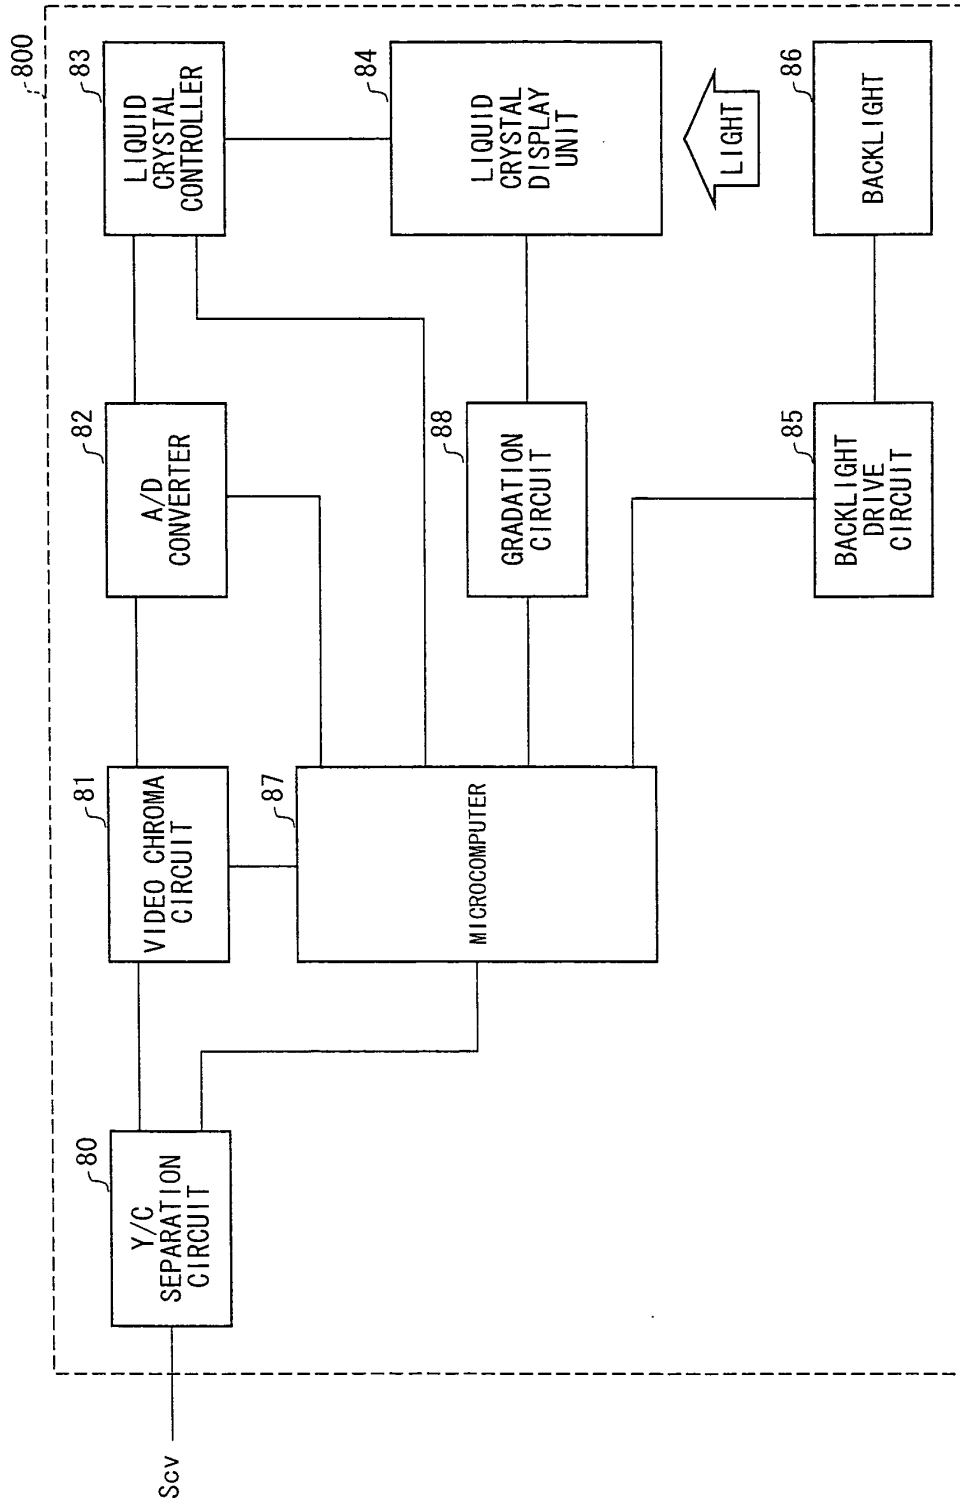 800
80
Y/C
SEPARATION
CIRCUIT
81
VIDEO CHROMA
CIRCUIT
82
A/D
CONVERTER
83
LIQUID
CRYSTAL
CONTROLLER
Scv
87
MICROCOMPUTER
88
GRADATION
CIRCUIT
84
LIQUID
CRYSTAL
DISPLAY
UNIT
LIGHT
85
BACKLIGHT
DRIVE
CIRCUIT
86
BACKLIGHT